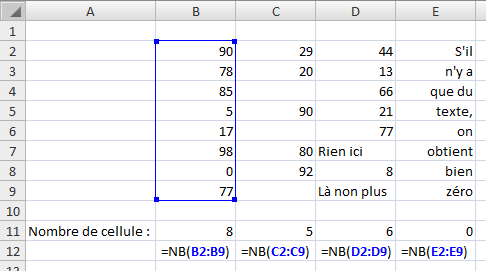 A B C D E
1
2 90 29 44 S'il
3 78 20 13 n'y a
4 85 66 que du
5 5 90 21 texte,
6 17 77 on
7 98 80 Rien ici obtient
8 0 92 8 bien
9 77 Là non plus zéro
10
11 Nombre de cellule : 8 5 6 0
12 =NB(B2:B9) =NB(C2:C9) =NB(D2:D9) =NB(E2:E9)